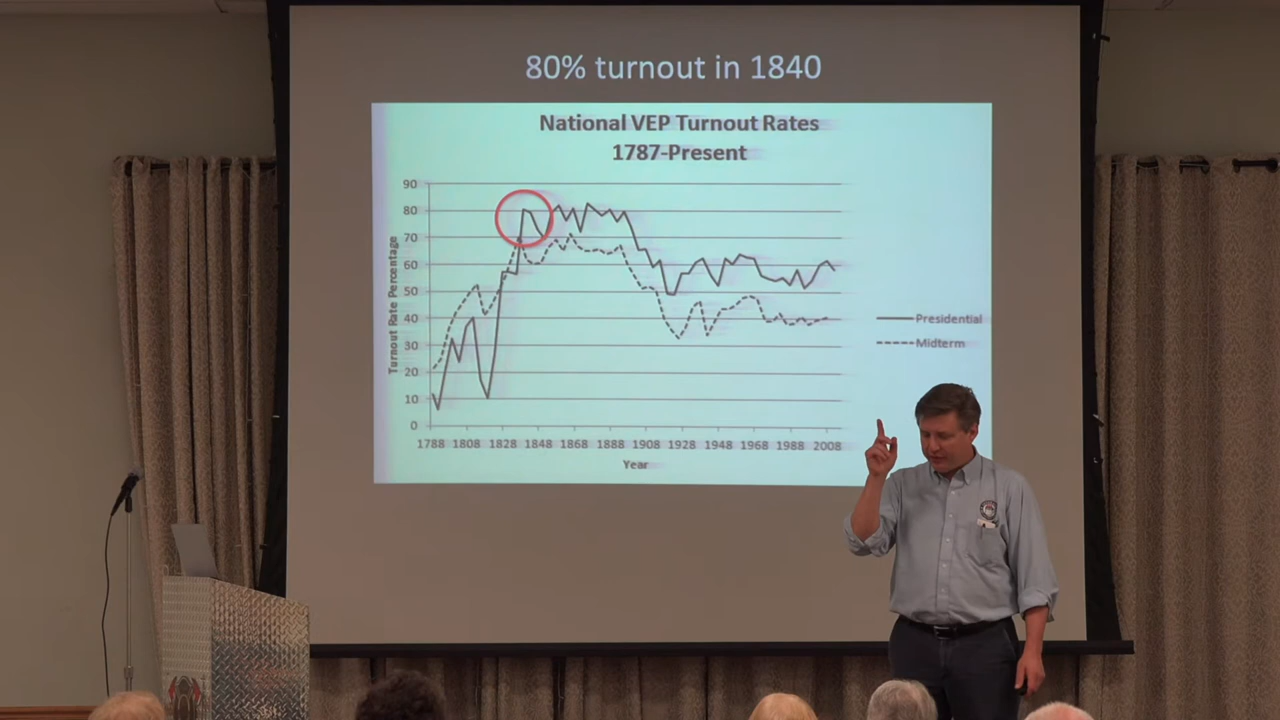 80% turnout in 1840
National VEP Turnout Rates
1787-Present
Turnout Rate Percentage
90
80
70
60
50
40
30
20
10
0
1788 1808 1828 1848 1868 1888 1908 1928 1948 1968 1988 2008
Year
Presidential
Midterm